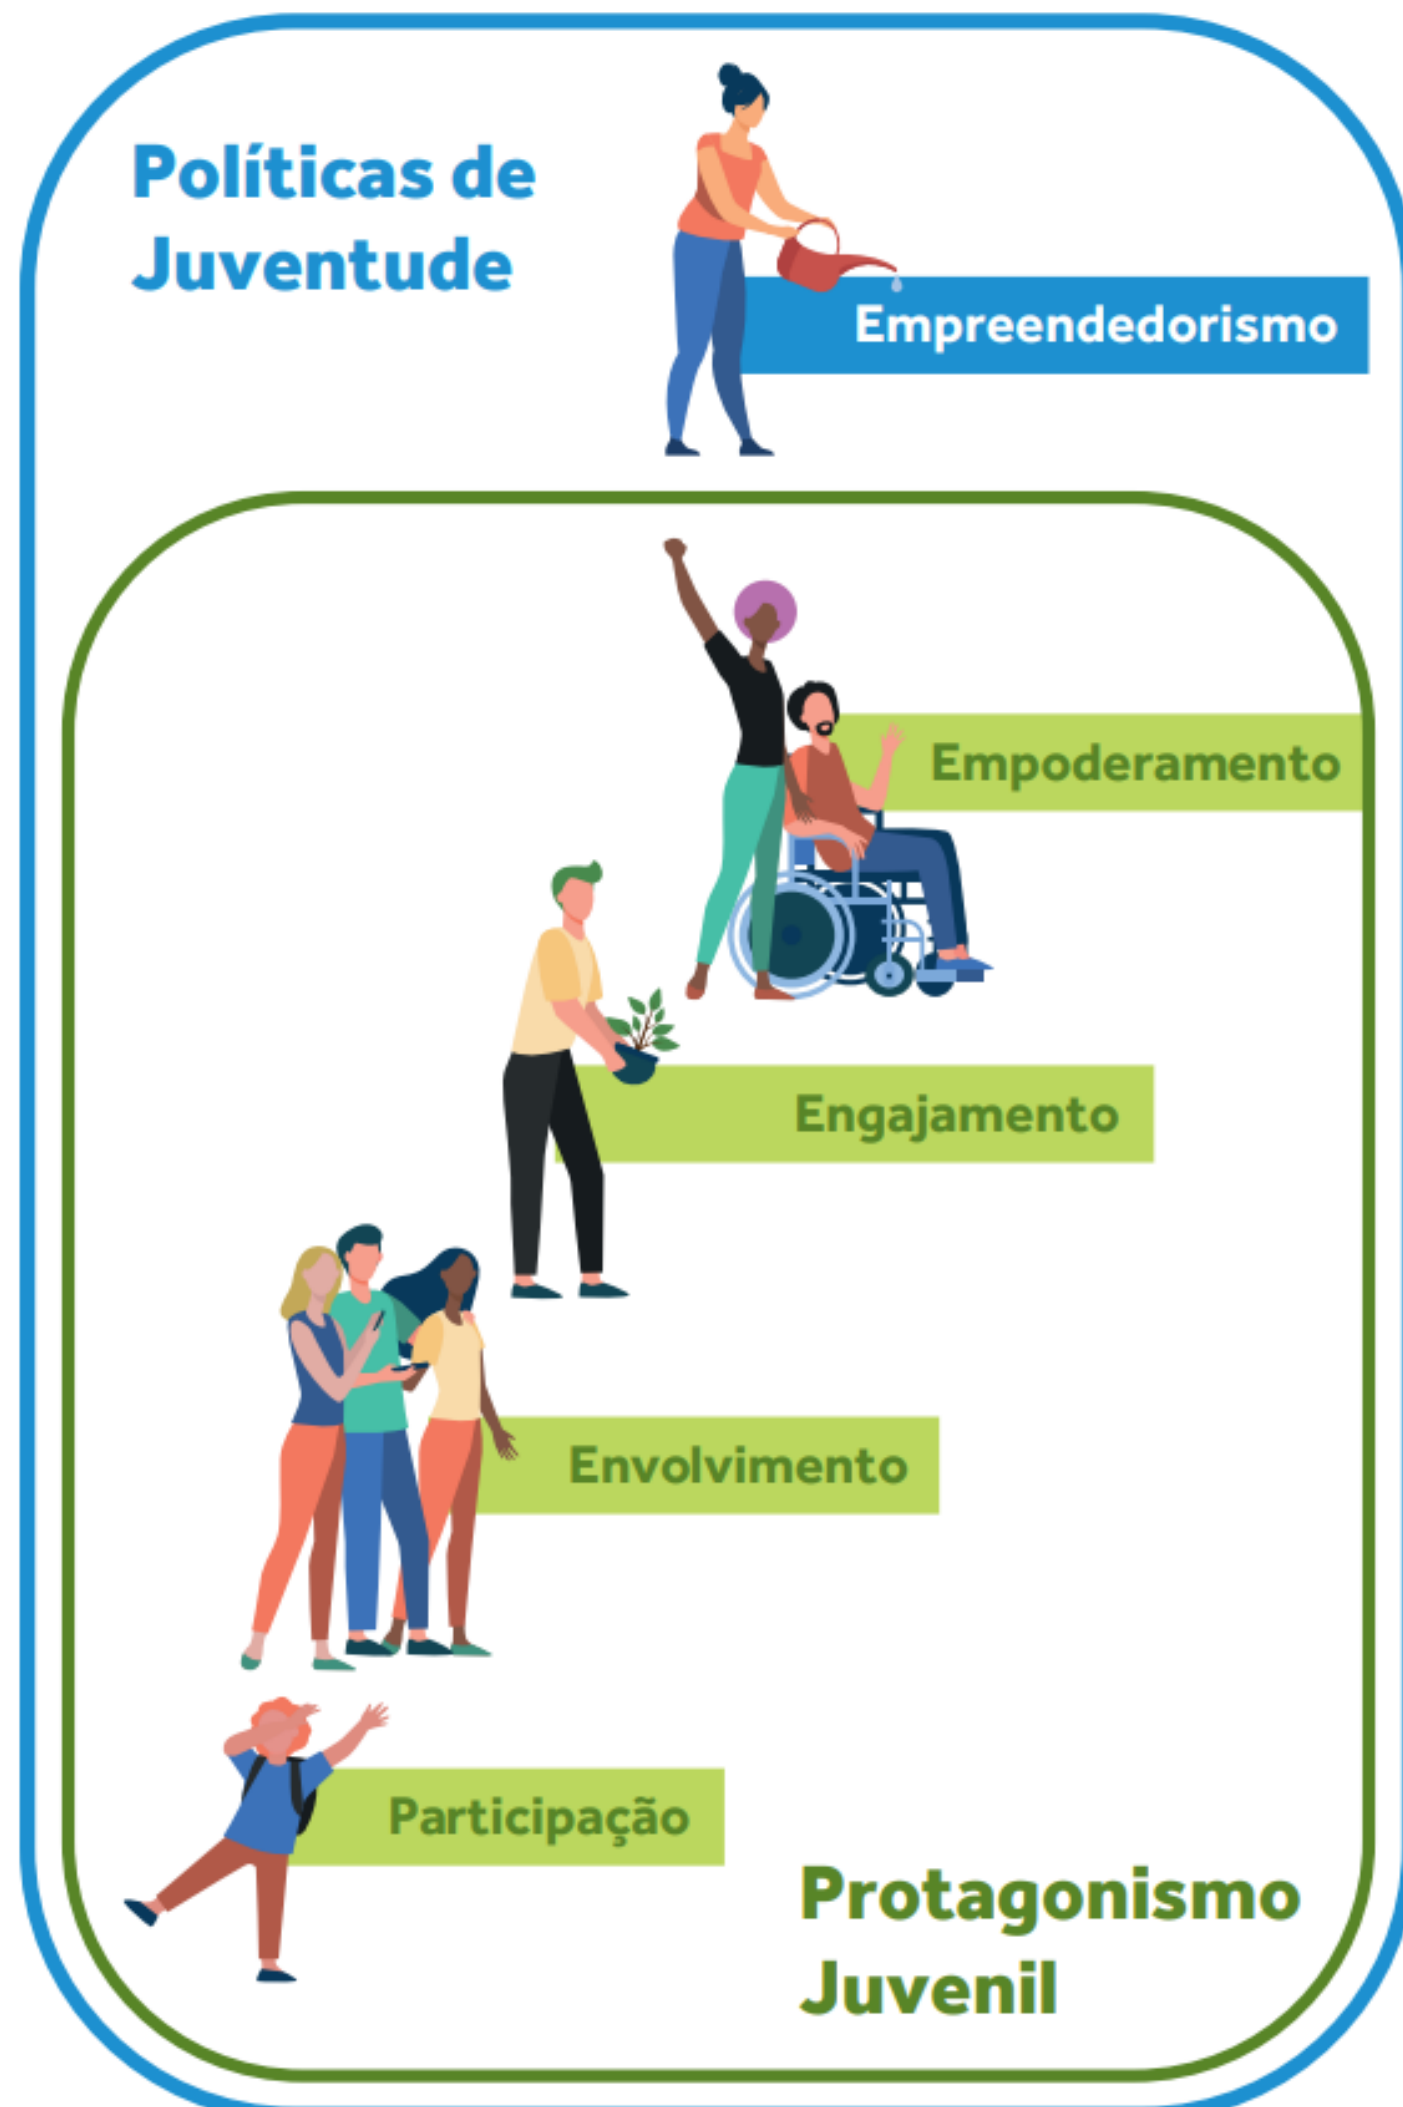 Políticas de
Juventude
Empreendedorismo
Empoderamento
Engajamento
Envolvimento
Participação
Protagonismo
Juvenil